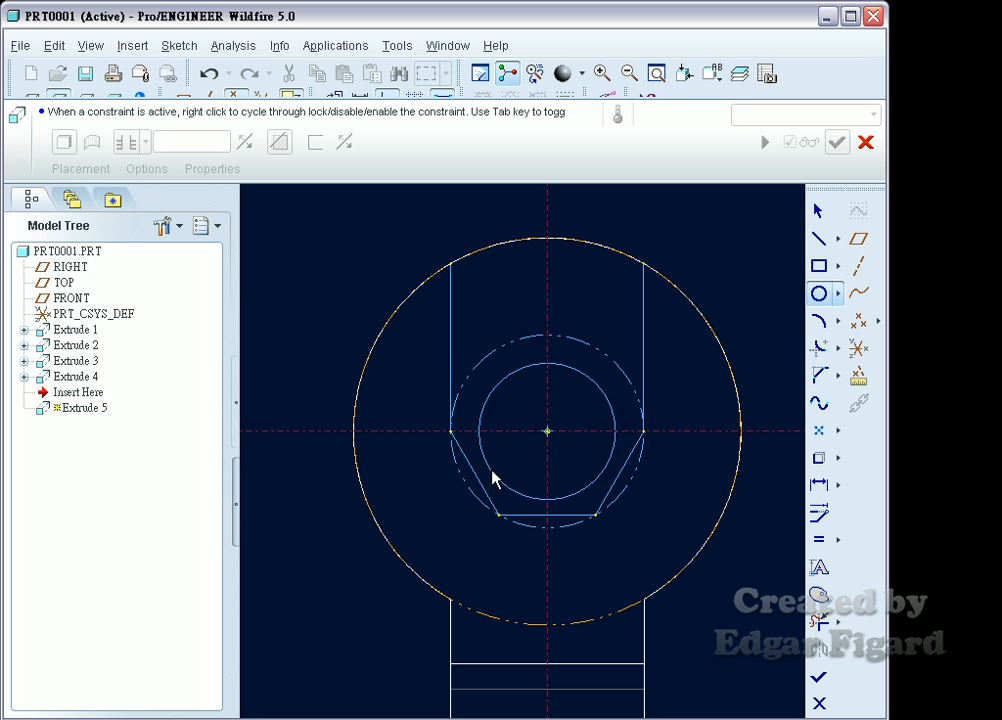 PRT0001 (Active) - Pro/ENGINEER Wildfire 5.0
File Edit View Insert Sketch Analysis Info Applications Tools Window Help
When a constraint is active, right click to cycle through lock/disable/enable the constraint. Use Tab key to togg
Placement Options Properties
Model Tree
PRT0001.PRT
RIGHT
TOP
FRONT
PRT_CSYS_DEF
Extrude 1
Extrude 2
Extrude 3
Extrude 4
Insert Here
Extrude 5
Created by
Edgar Figard